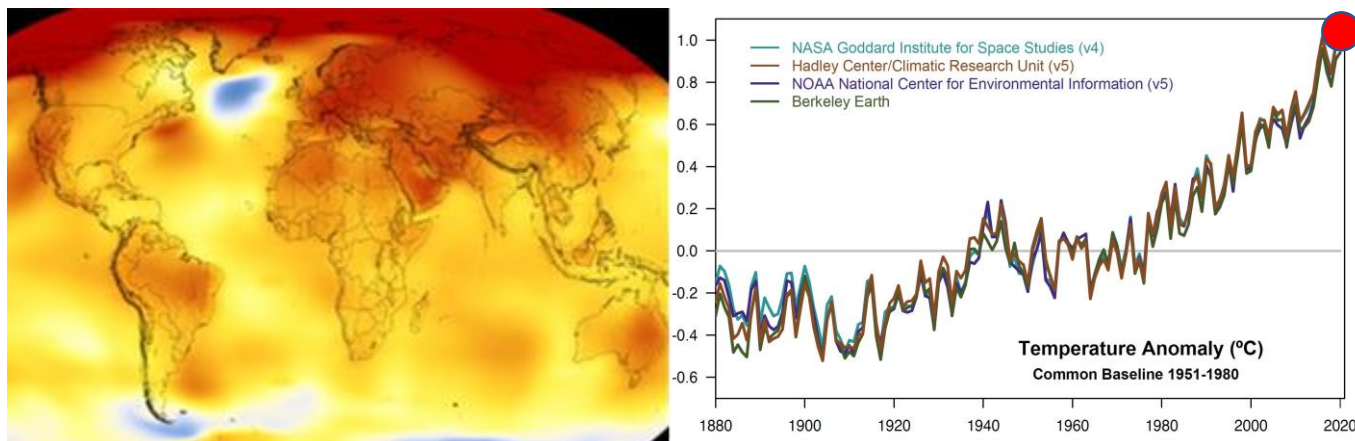 1.0
0.8
0.6
0.4
0.2
0.0
-0.2
-0.4
-0.6
NASA Goddard Institute for Space Studies (v4)
Hadley Center/Climatic Research Unit (v5)
NOAA National Center for Environmental Information (v5)
Berkeley Earth
Temperature Anomaly (ºC)
Common Baseline 1951-1980
1880 1900 1920 1940 1960 1980 2000 2020